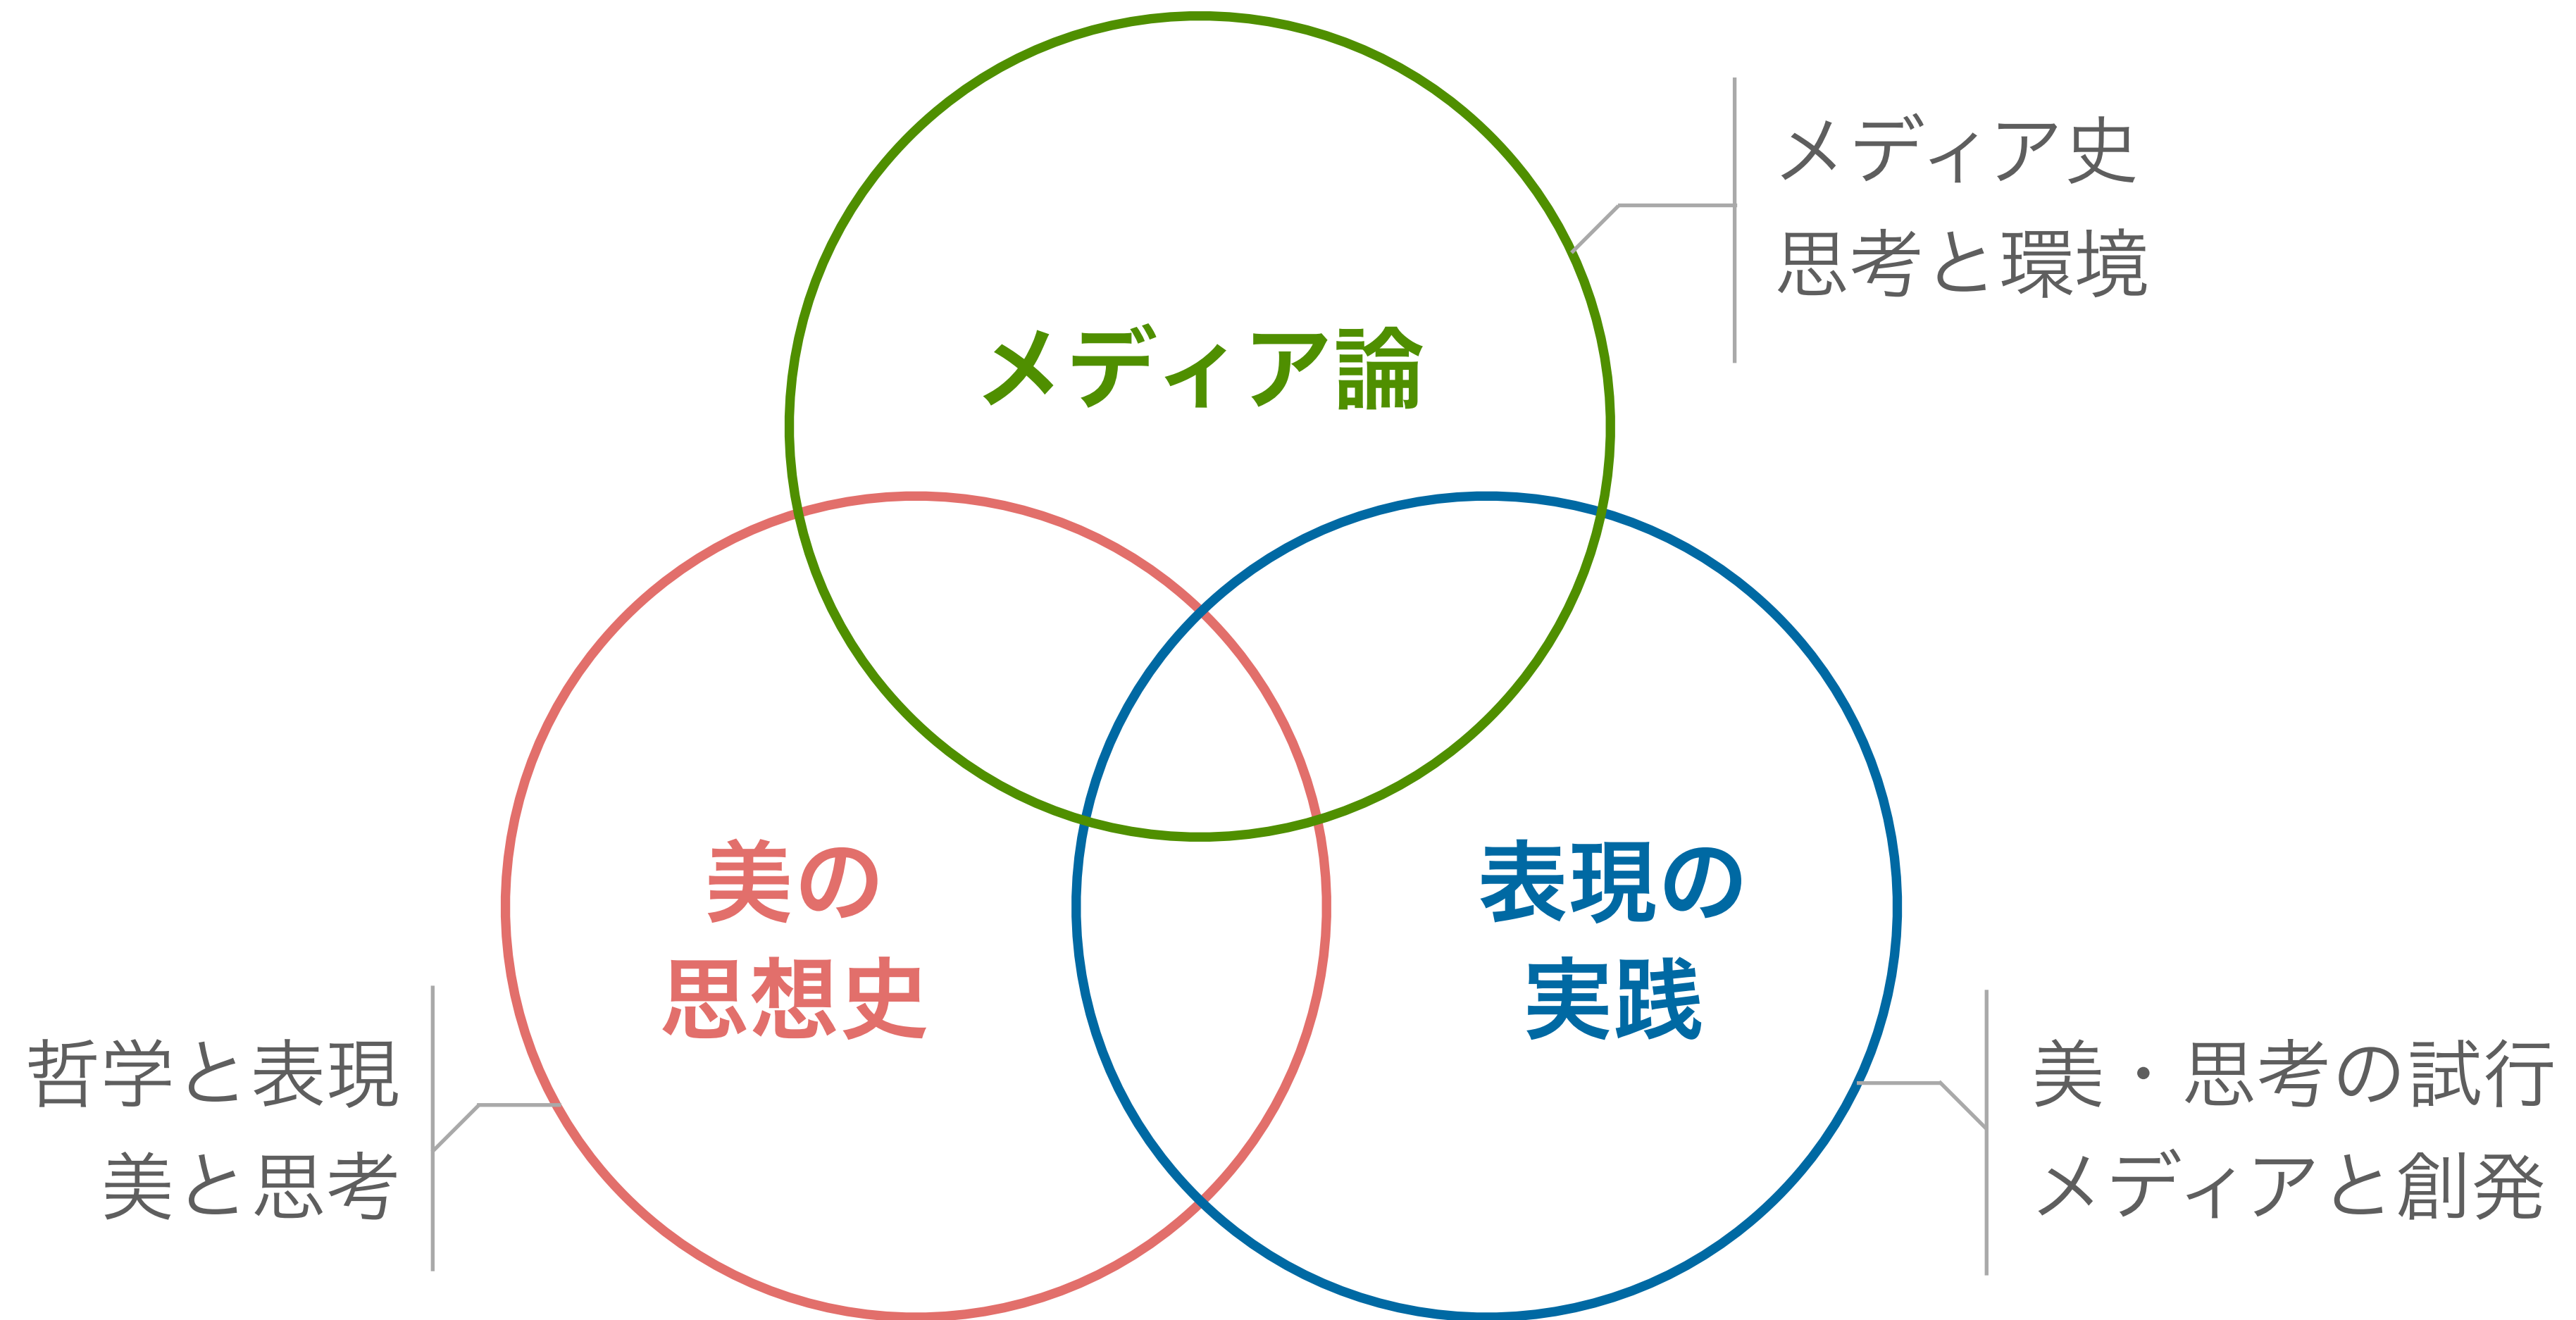 メディア史
思考と環境
メディア論
美の
思想史
表現の
実践
哲学と表現
美と思考
美・思考の試行
メディアと創発